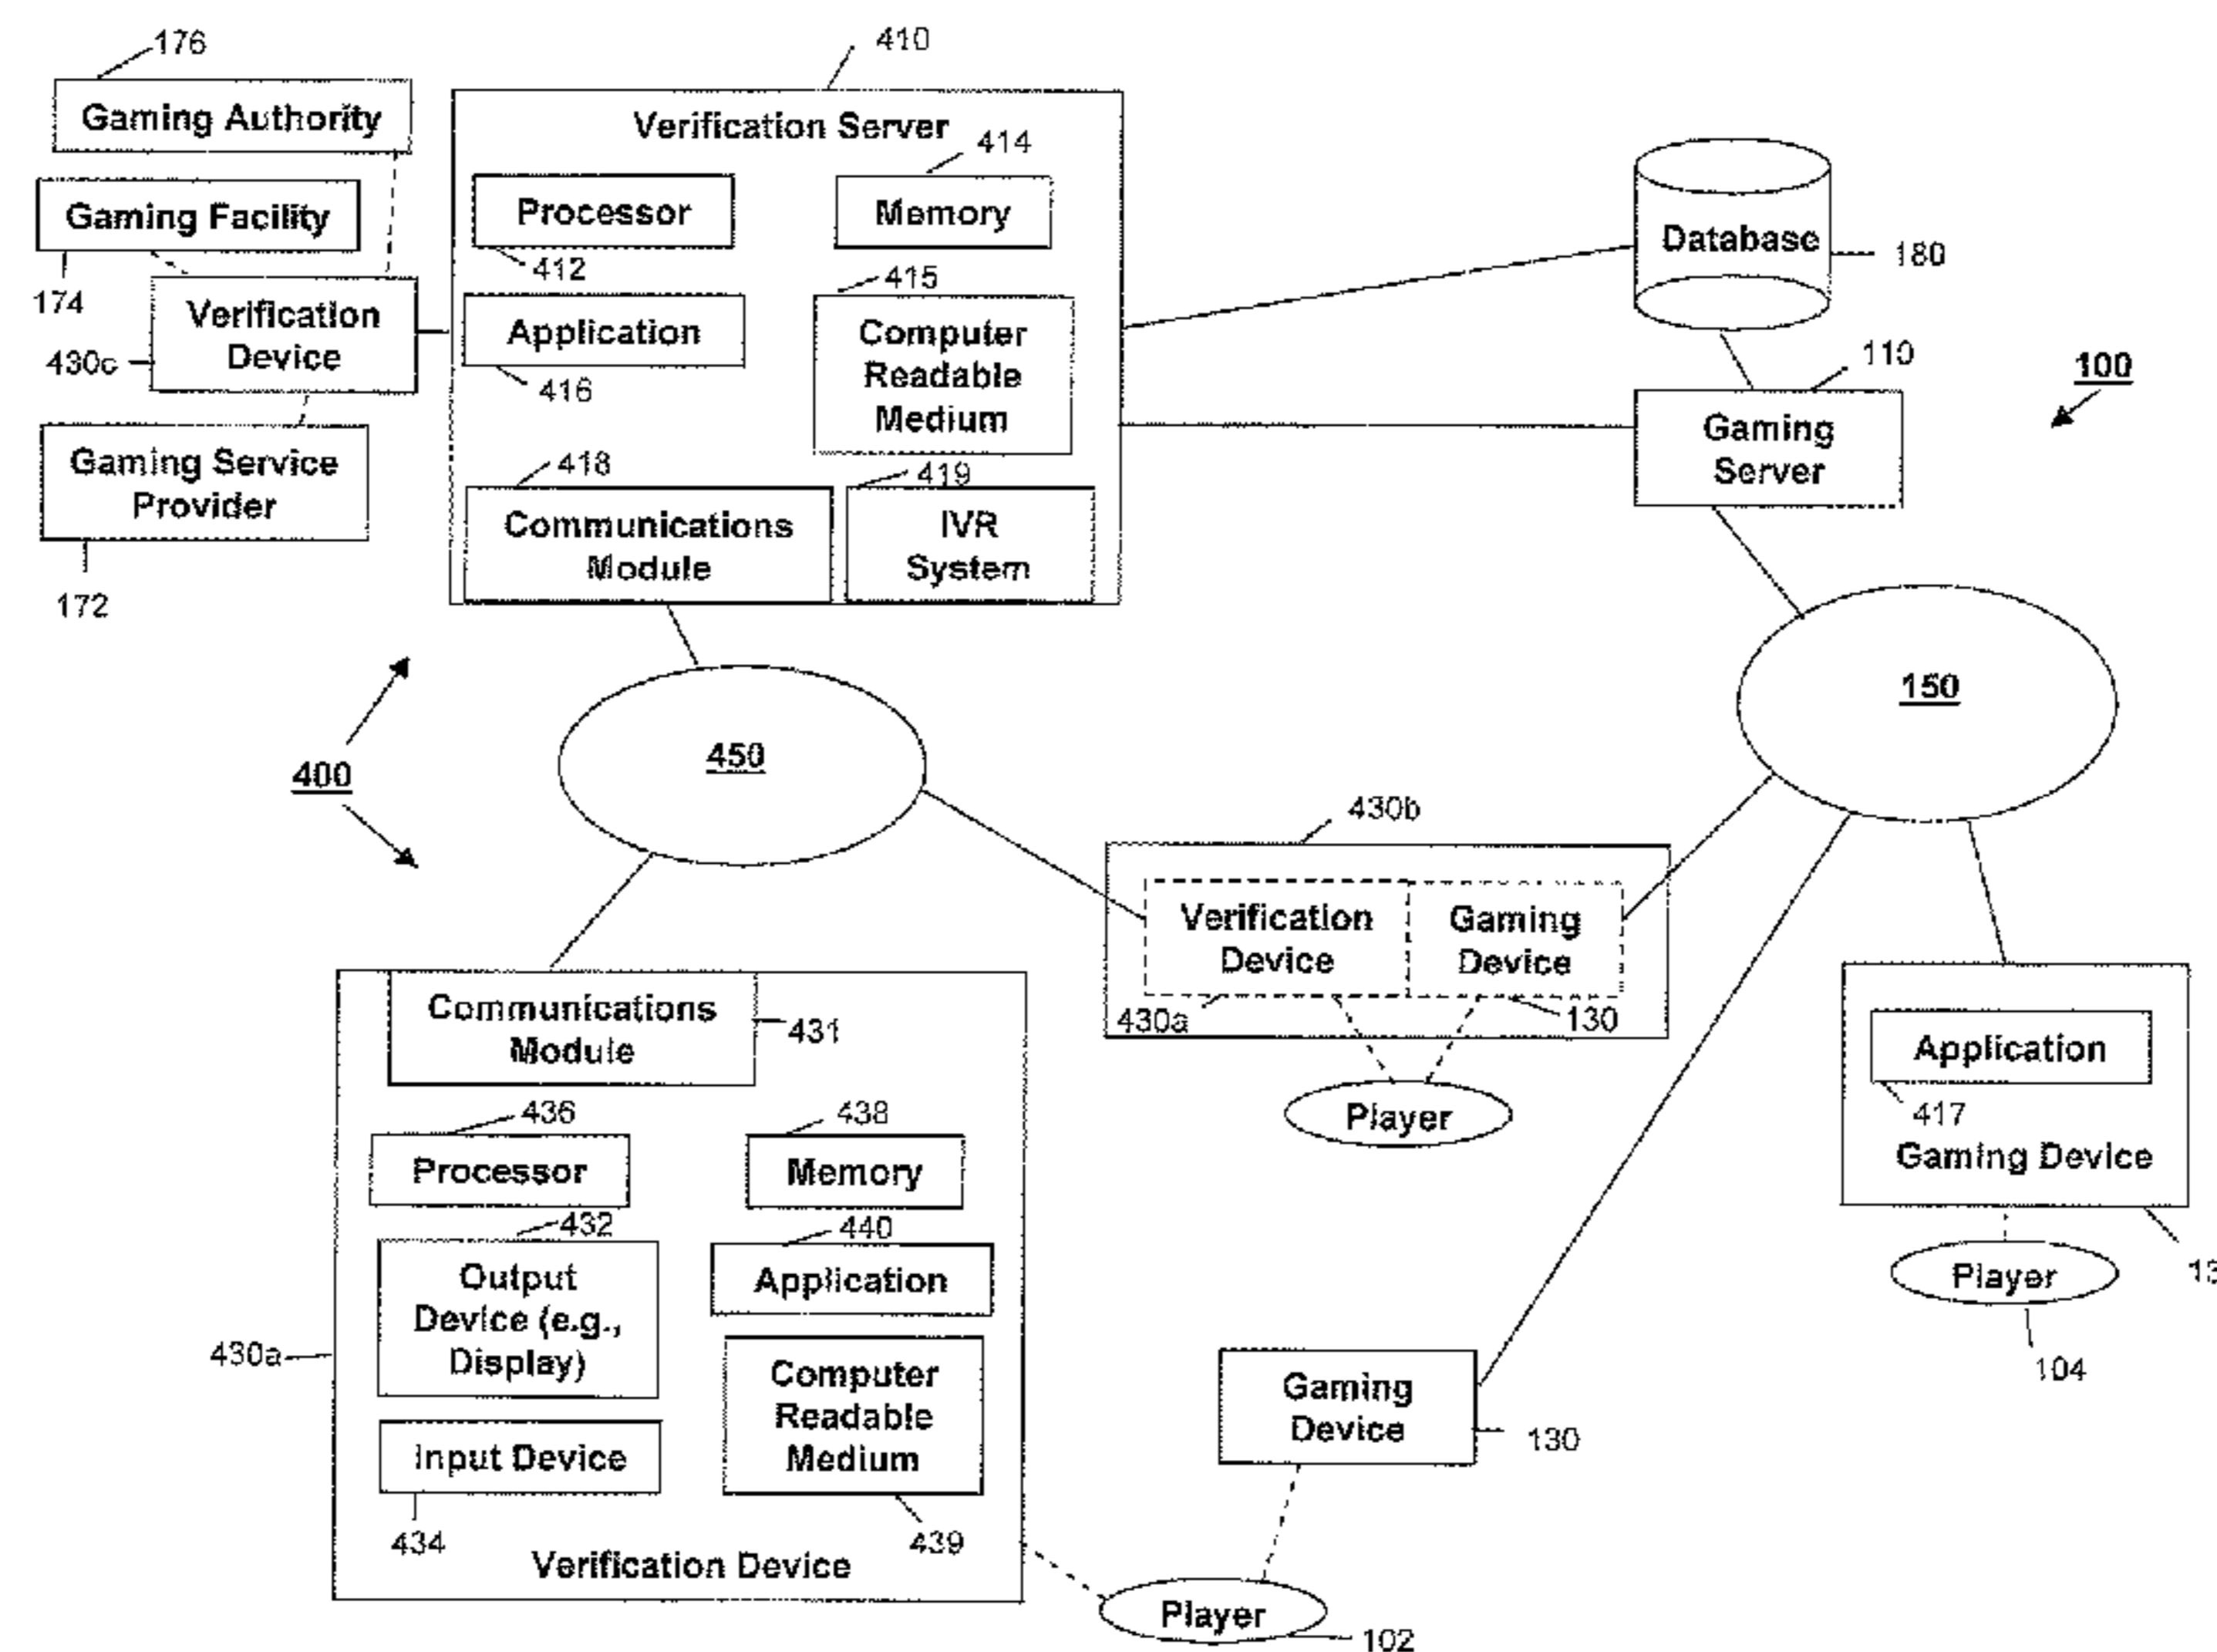 176
Gaming Authority
Gaming Facility
174
Verification
Device
430c
Gaming Service
Provider
172
410
Verification Server
Processor
412
414
Memory
Application
416
415
Computer
Readable
Medium
418
Communications
Module
419
IVR
System
Database
180
110
Gaming
Server
100
150
450
400
430b
Verification
Device
Gaming
Device
430a
130
Player
Application
417
Gaming Device
Player
104
Communications
Module
431
436
Processor
438
Memory
432
Output
Device (e.g.,
Display)
440
Application
430a
Computer
Readable
Medium
439
Input Device
434
Verification Device
Gaming
Device
130
Player
102